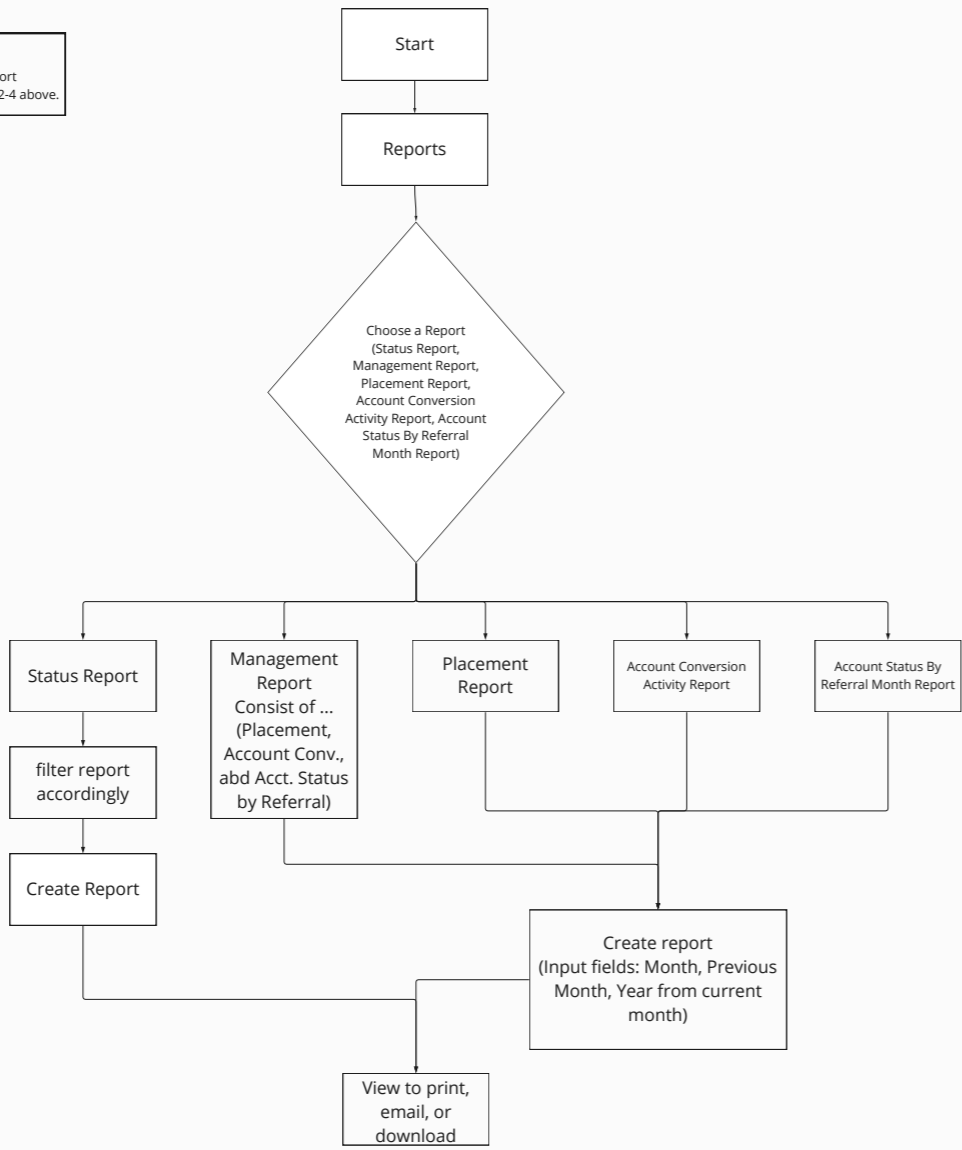 Start
ort
2-4 above.
Reports
Choose a Report
(Status Report,
Management Report,
Placement Report,
Account Conversion
Activity Report, Account
Status By Referral
Month Report)
Status Report
Management
Report
Consist of ...
(Placement,
Account Conv.,
abd Acct. Status
by Referral)
Placement
Report
Account Conversion
Activity Report
Account Status By
Referral Month Report
filter report
accordingly
Create Report
Create report
(Input fields: Month, Previous
Month, Year from current
month)
View to print,
email, or
download